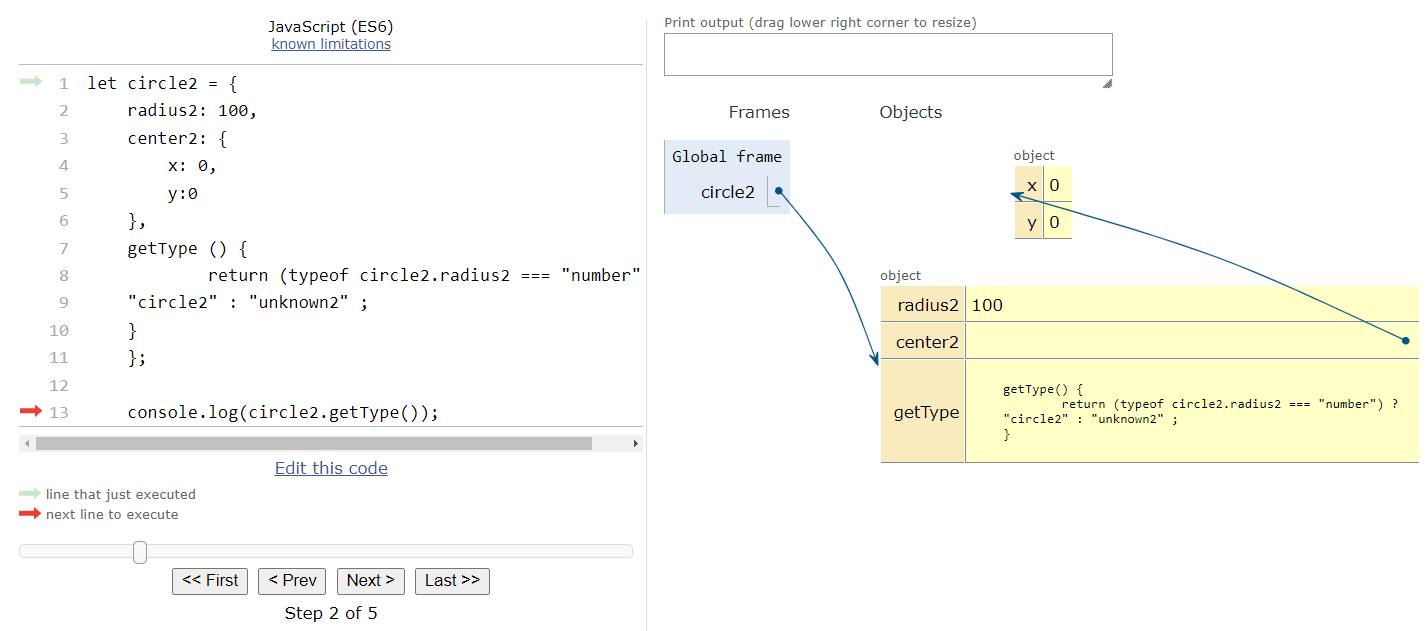 JavaScript (ES6)
known limitations
1 let circle2 = {
2     radius2: 100,
3     center2: {
4         x: 0,
5         y:0
6     },
7     getType () {
8             return (typeof circle2.radius2 === "number"
9     "circle2" : "unknown2" ;
10     }
11     };
12
13     console.log(circle2.getType());
Edit this code
line that just executed
next line to execute
<< First
< Prev
Next >
Last >>
Step 2 of 5
Print output (drag lower right corner to resize)
Frames
Objects
Global frame
circle2
object
x 0
y 0
object
radius2 100
center2
getType
getType() {
        return (typeof circle2.radius2 === "number") ?
"circle2" : "unknown2" ;
}